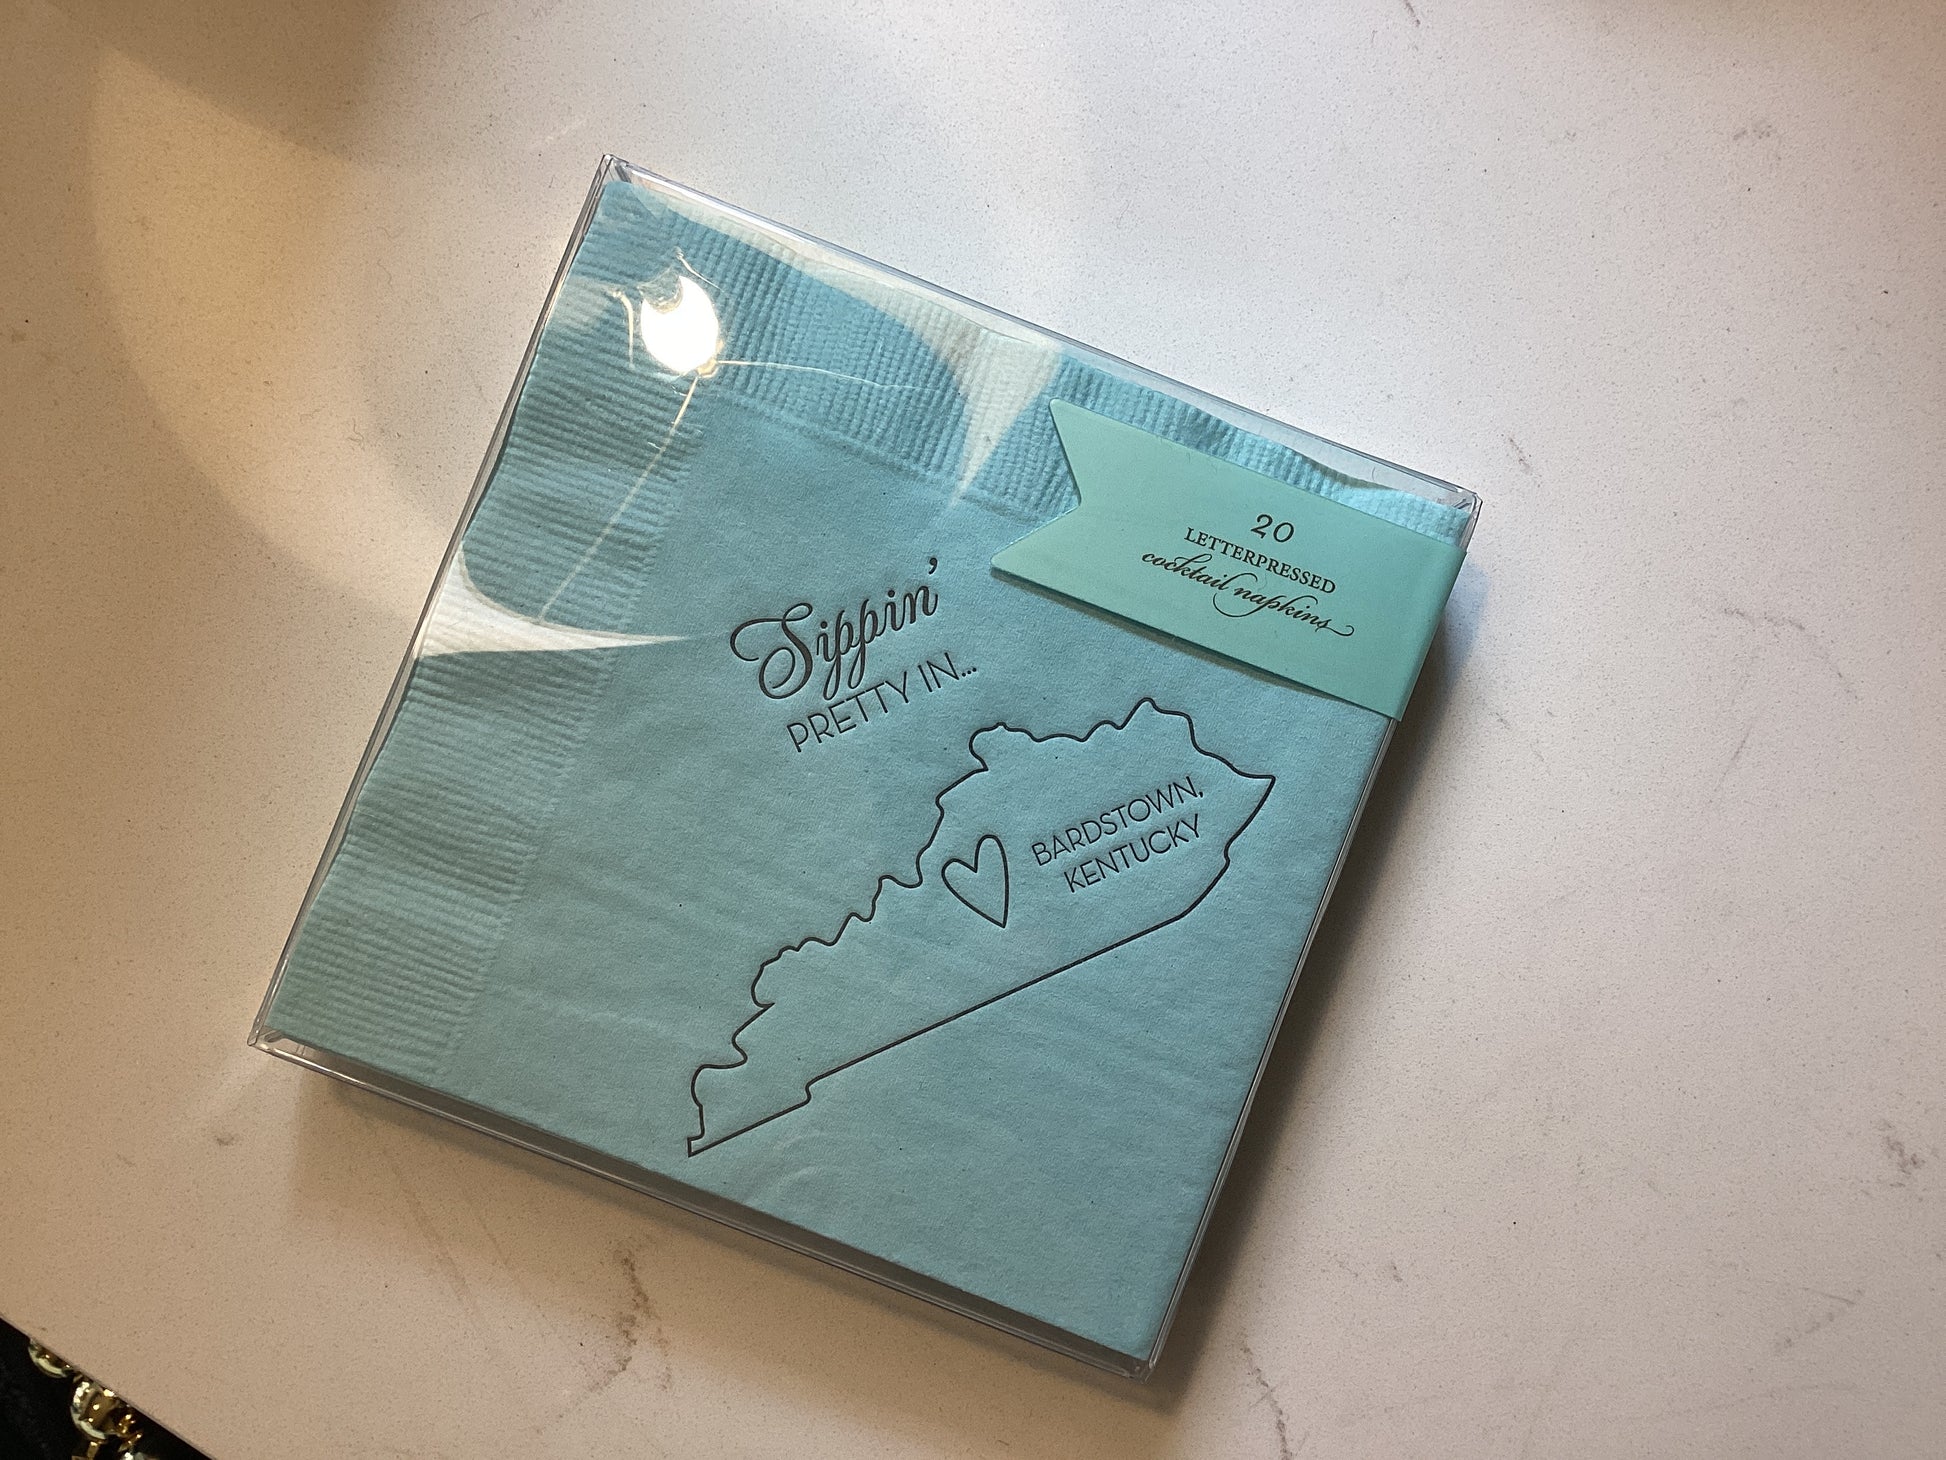 20
LETTERPRESSED
cocktail napkins
Sippin'
PRETTY IN...
BARDSTOWN,
KENTUCKY